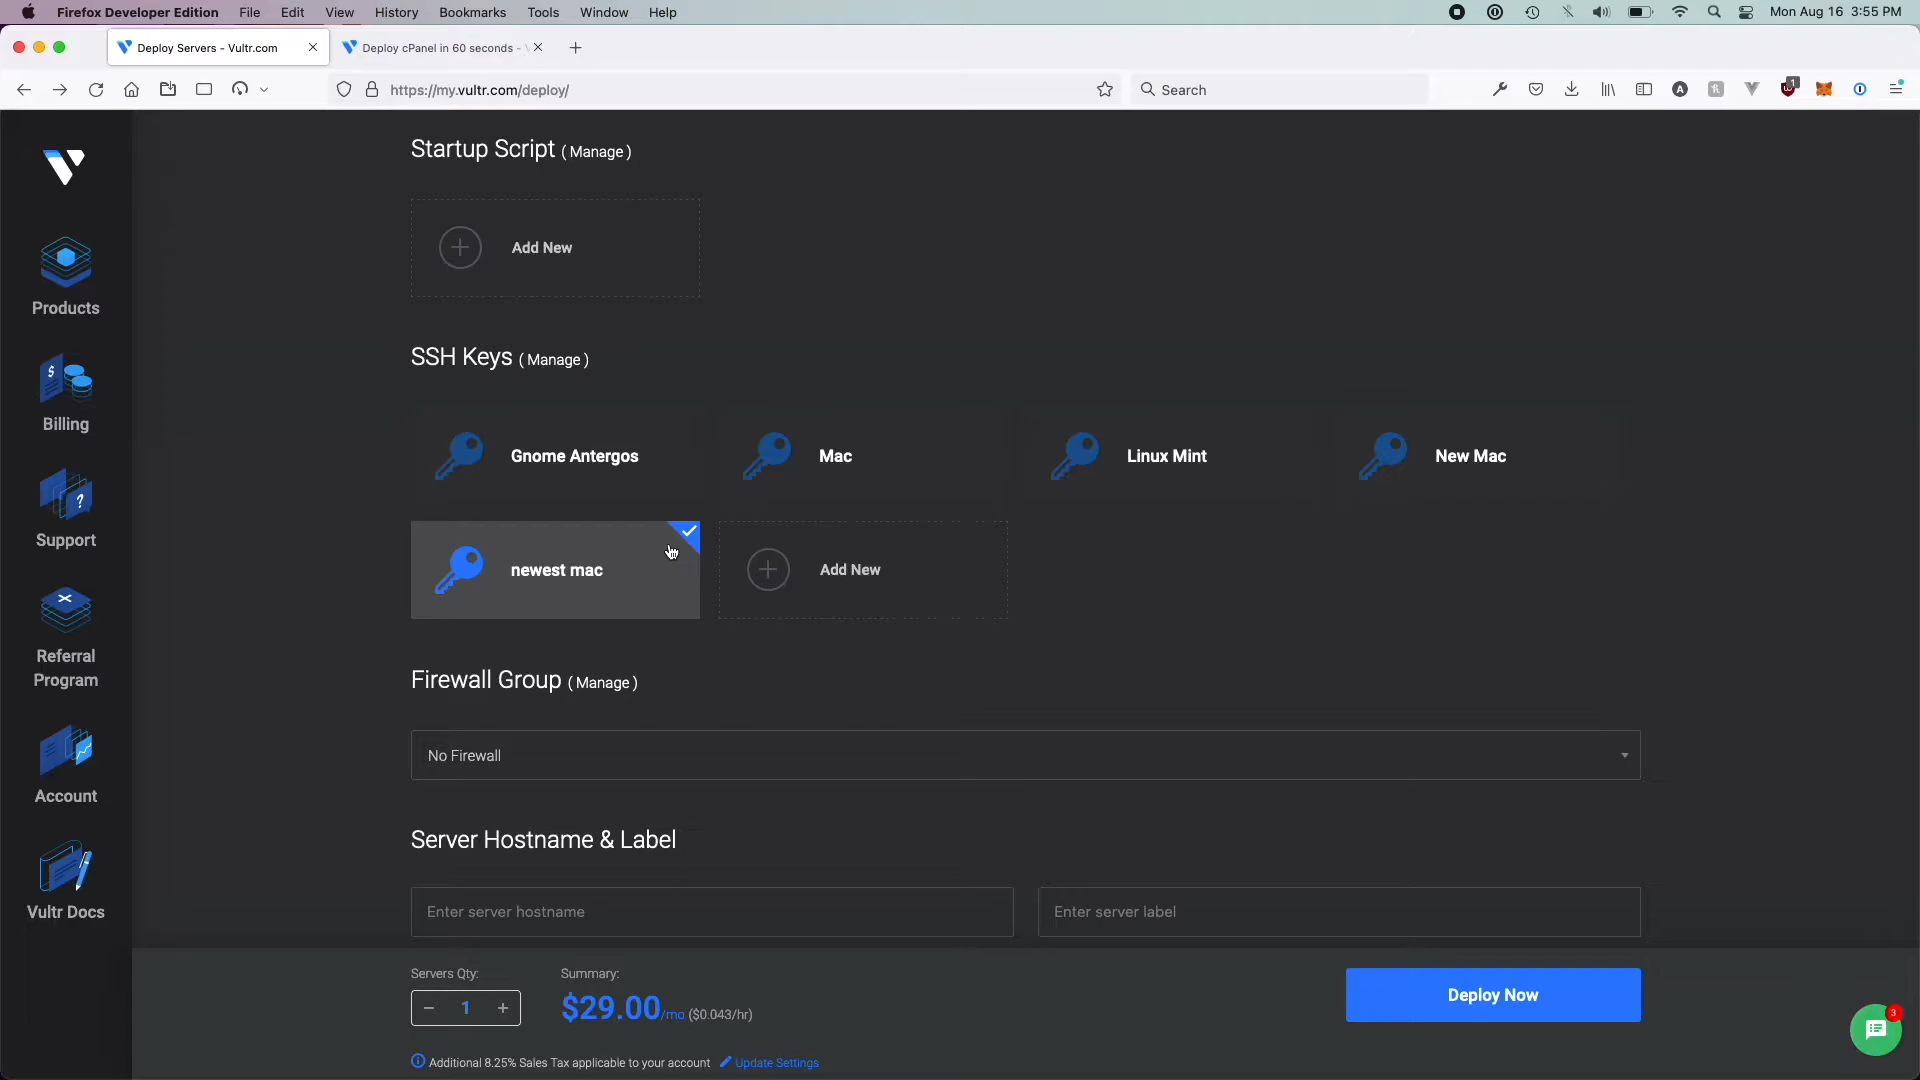 Firefox Developer Edition File Edit View History Bookmarks Tools Window Help Mon Aug 16 3:55 PM
Deploy Servers - Vultr.com Deploy cPanel in 60 seconds -
https://my.vultr.com/deploy/ Search 1
Products
Billing
Support
Referral
Program
Account
Vultr Docs
Startup Script ( Manage )
Add New
SSH Keys ( Manage )
Gnome Antergos
Mac
Linux Mint
New Mac
newest mac
Add New
Firewall Group ( Manage )
No Firewall
Server Hostname & Label
Enter server hostname
Enter server label
Servers Qty:
1
Summary:
$29.00/mo ($0.043/hr)
Additional 8.25% Sales Tax applicable to your account Update Settings
Deploy Now
3